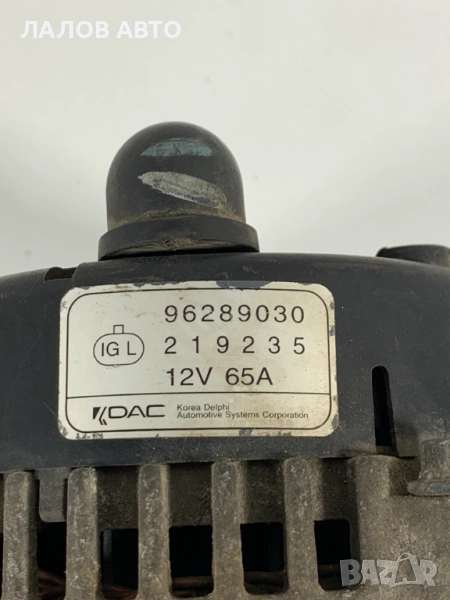 ЛАЛОВ АВТО
96289030
IG L
219235
12V 65A
KDAC
Korea Delphi
Automotive Systems Corporation
BAZAR